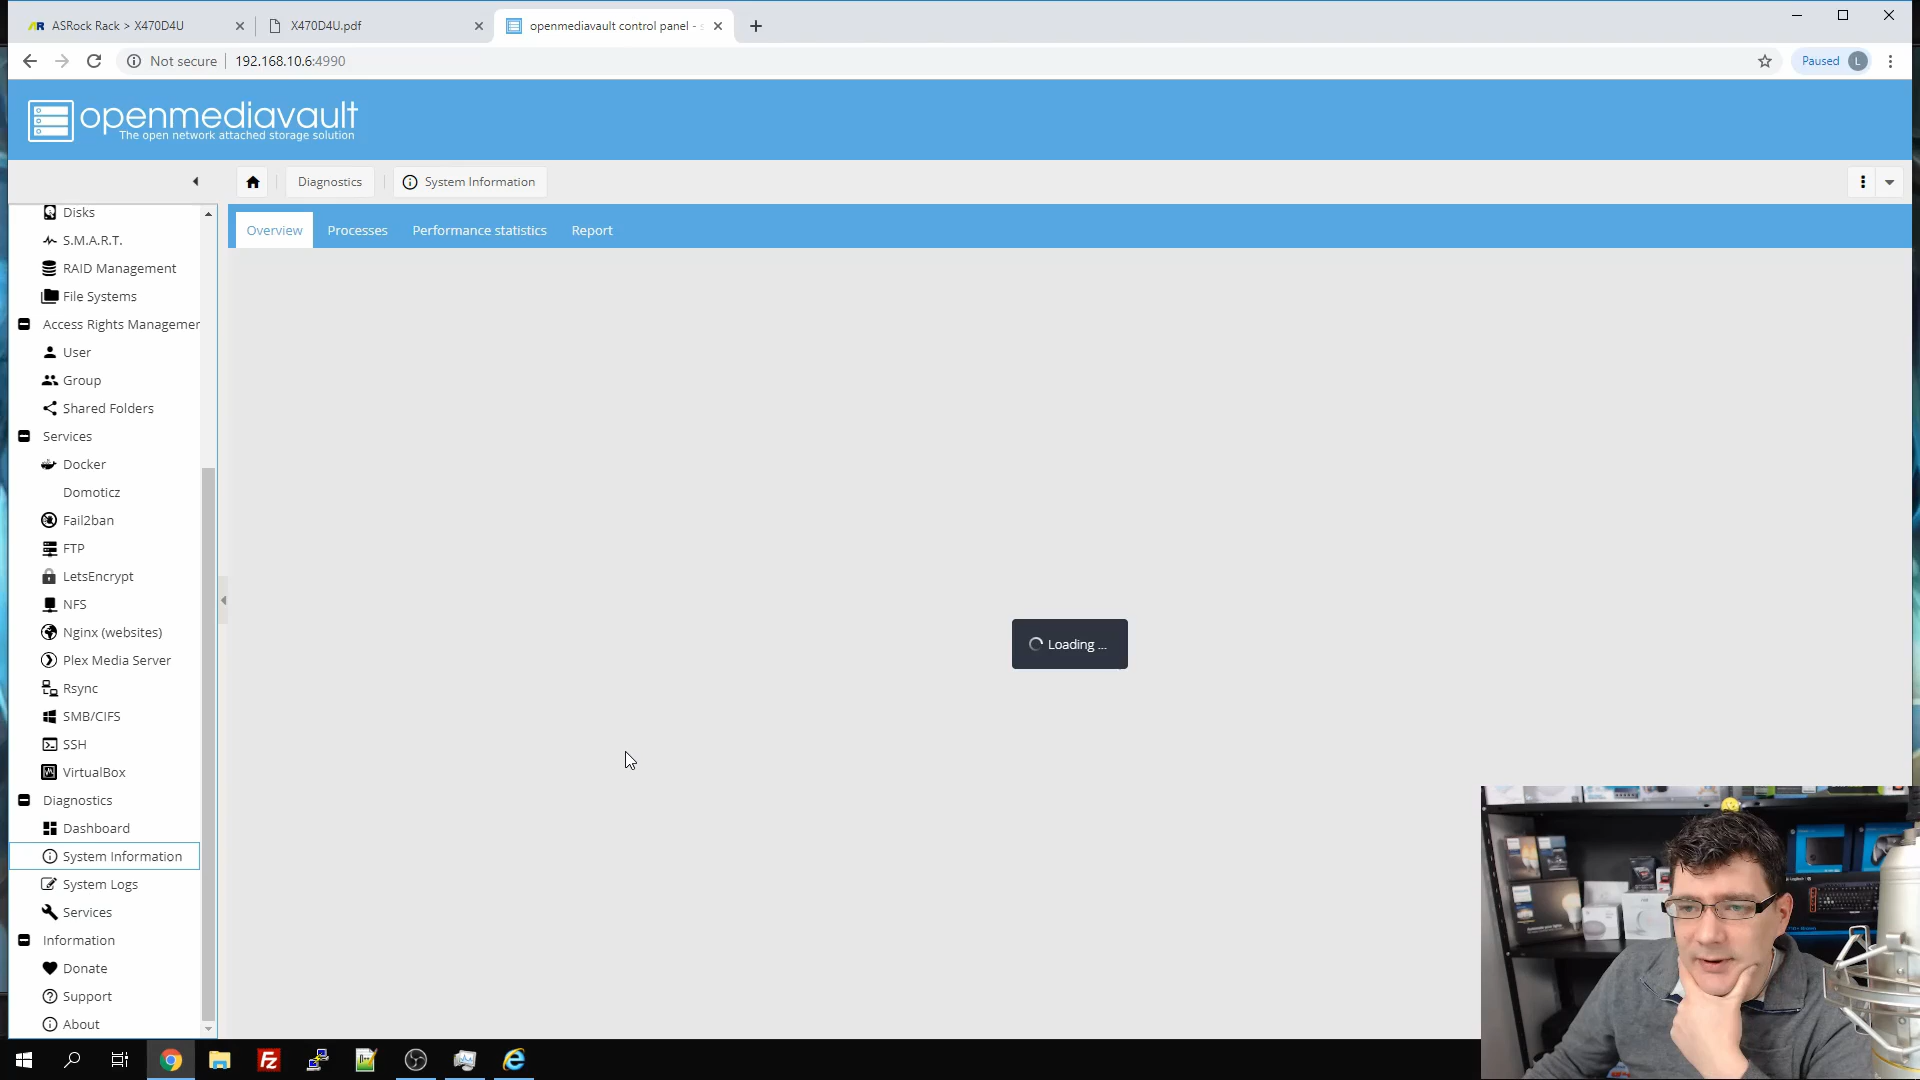 ASRock Rack > X470D4U
X470D4U.pdf
openmediavault control panel -
Not secure
192.168.10.6:4990
Paused
L
openmediavault
The open network attached storage solution
Diagnostics
System Information
Disks
S.M.A.R.T.
RAID Management
File Systems
Access Rights Managemer
User
Group
Shared Folders
Services
Docker
Domoticz
Fail2ban
FTP
LetsEncrypt
NFS
Nginx (websites)
Plex Media Server
Rsync
SMB/CIFS
SSH
VirtualBox
Diagnostics
Dashboard
System Information
System Logs
Services
Information
Donate
Support
About
Overview
Processes
Performance statistics
Report
Loading ...